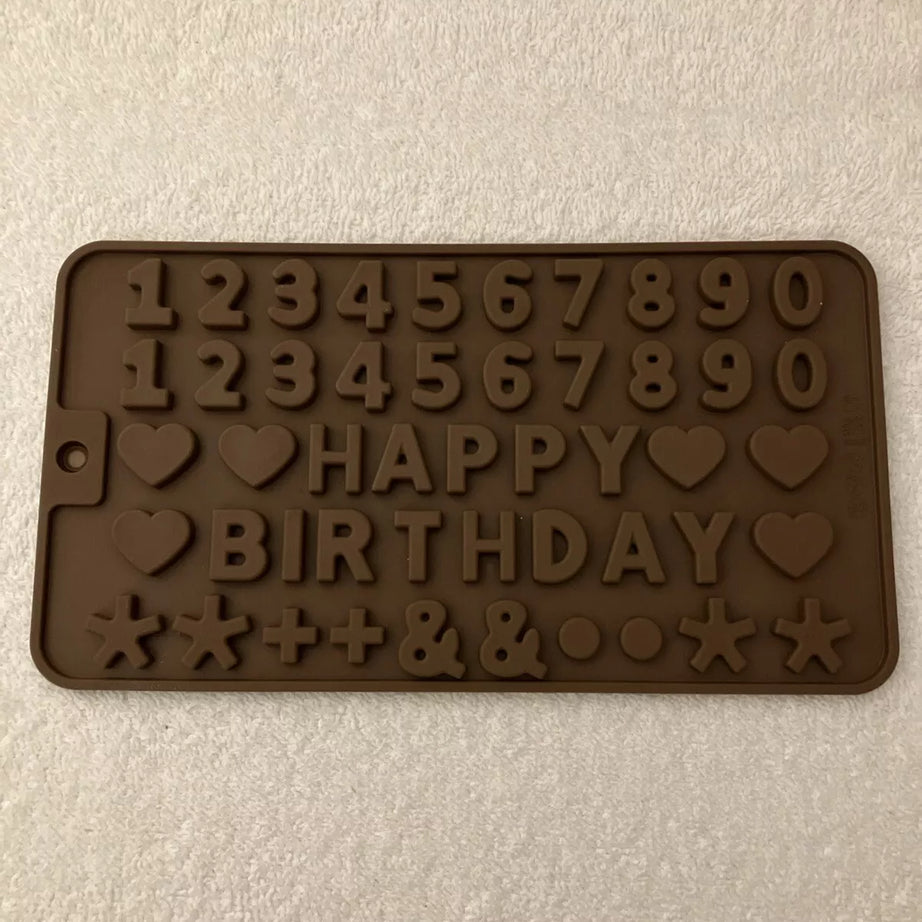 1234567890
1234567890
♥ ♥ HAPPY ♥ ♥
♥ BIRTHDAY ♥
* * + + & & ● ● * *